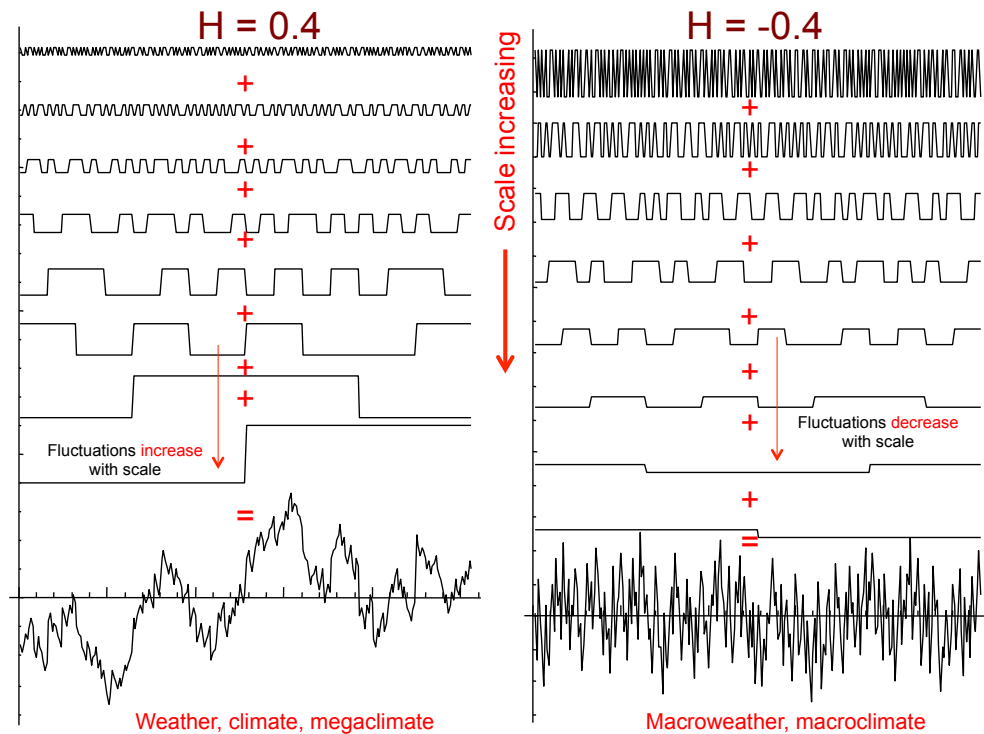 H = 0.4
H = -0.4
Scale increasing
+
+
+
+
+
+
+
=
+
+
+
+
+
+
+
=
Fluctuations increase
with scale
Fluctuations decrease
with scale
Weather, climate, megaclimate
Macroweather, macroclimate